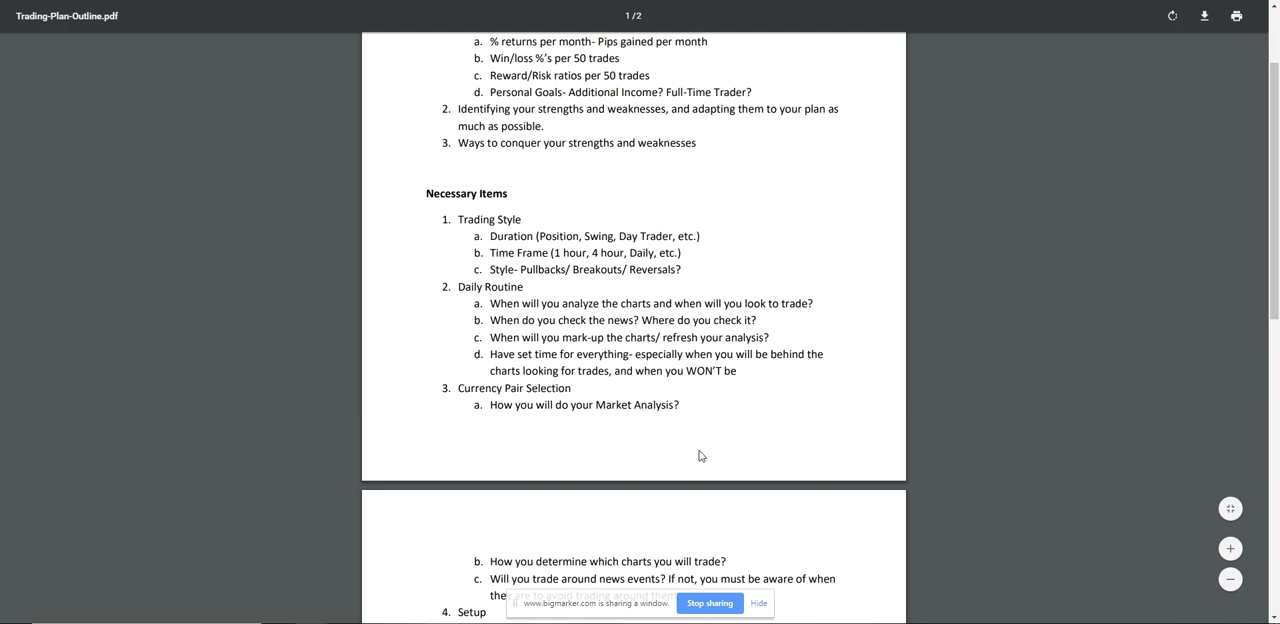 Trading-Plan-Outline.pdf
1 / 2
a. % returns per month- Pips gained per month
b. Win/loss %'s per 50 trades
c. Reward/Risk ratios per 50 trades
d. Personal Goals- Additional Income? Full-Time Trader?
2. Identifying your strengths and weaknesses, and adapting them to your plan as
much as possible.
3. Ways to conquer your strengths and weaknesses
Necessary Items
1. Trading Style
a. Duration (Position, Swing, Day Trader, etc.)
b. Time Frame (1 hour, 4 hour, Daily, etc.)
c. Style- Pullbacks/ Breakouts/ Reversals?
2. Daily Routine
a. When will you analyze the charts and when will you look to trade?
b. When do you check the news? Where do you check it?
c. When will you mark-up the charts/ refresh your analysis?
d. Have set time for everything- especially when you will be behind the
charts looking for trades, and when you WON'T be
3. Currency Pair Selection
a. How you will do your Market Analysis?
b. How you determine which charts you will trade?
c. Will you trade around news events? If not, you must be aware of when
they are to avoid trading around them
www.bigmarker.com is sharing a window. Stop sharing Hide
4. Setup